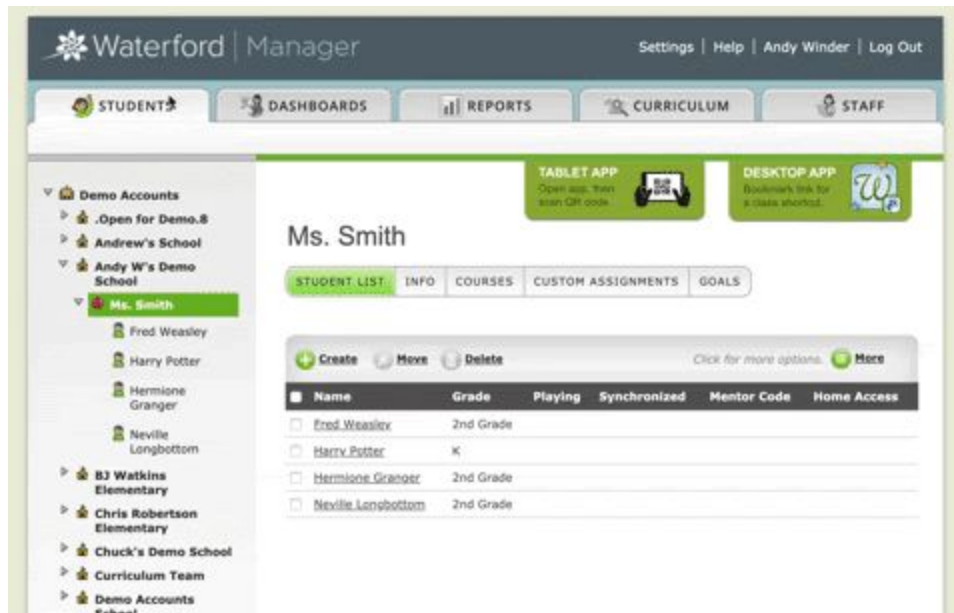 Waterford | Manager
Settings | Help | Andy Winder | Log Out
STUDENTS
DASHBOARDS
REPORTS
CURRICULUM
STAFF
TABLET APP
Open app, then
scan QR code.
DESKTOP APP
Bookmark link for
a class shortcut.
Demo Accounts
.Open for Demo.8
Andrew's School
Andy W's Demo
School
Ms. Smith
Fred Weasley
Harry Potter
Hermione
Granger
Neville
Longbottom
BJ Watkins
Elementary
Chris Robertson
Elementary
Chuck's Demo School
Curriculum Team
Demo Accounts
School
Ms. Smith
STUDENT LIST INFO COURSES CUSTOM ASSIGNMENTS GOALS
Create Move Delete Click for more options. More
Name Grade Playing Synchronized Mentor Code Home Access
Fred Weasley 2nd Grade
Harry Potter K
Hermione Granger 2nd Grade
Neville Longbottom 2nd Grade